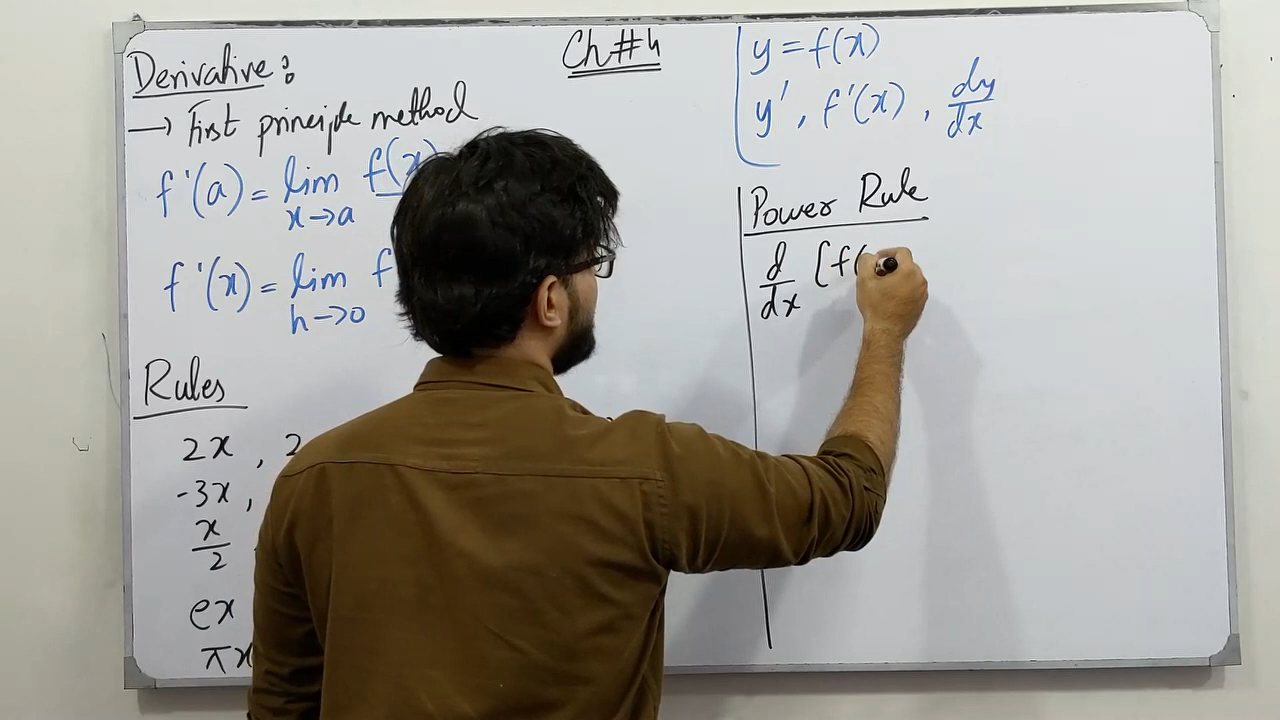 Ch#4
Derivative:
→ First principle method
f'(a) = lim x→a f(x)
f'(x) = lim h→0 f
Rules
2x , 2
-3x ,
x/2
ex
πx
y = f(x)
y' , f'(x) , dy/dx
Power Rule
d/dx [f(